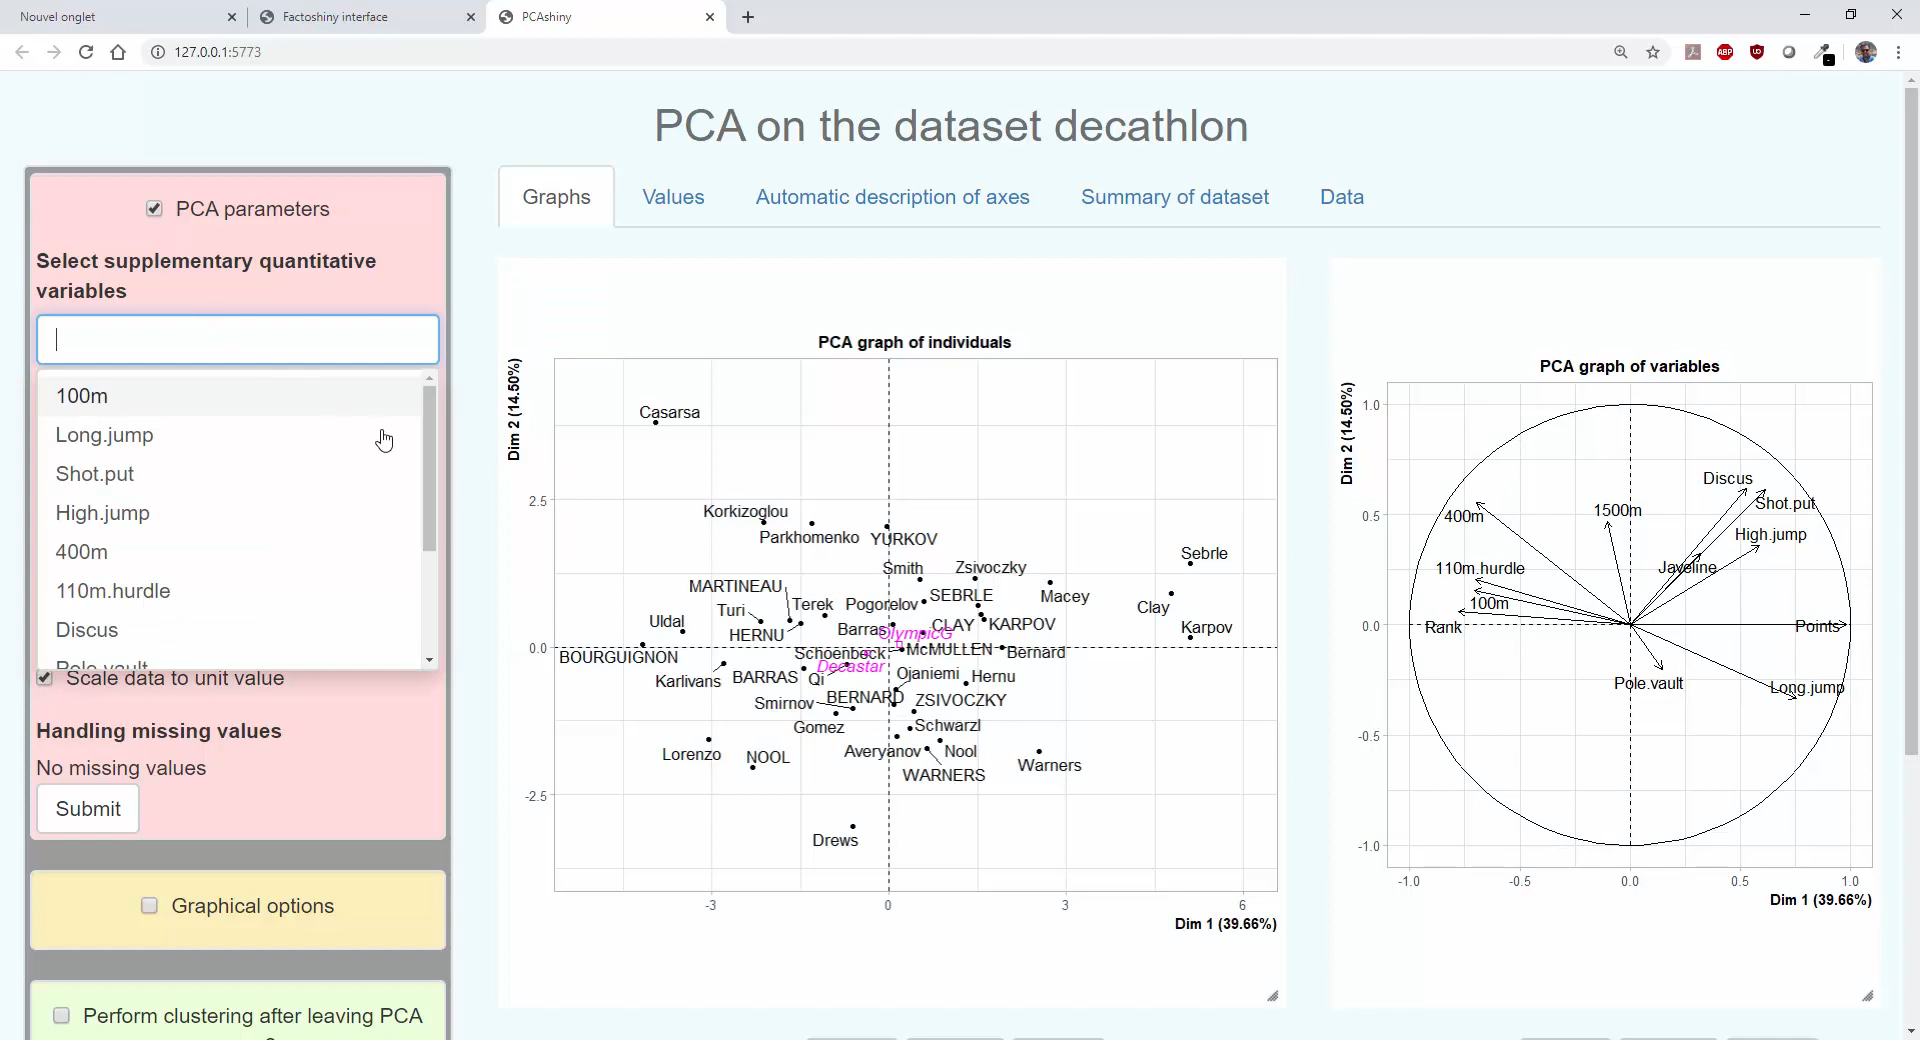 Nouvel onglet
Factoshiny interface
PCAshiny
127.0.0.1:5773
ABP
PCA on the dataset decathlon
PCA parameters
Select supplementary quantitative
variables
100m
Long.jump
Shot.put
High.jump
400m
110m.hurdle
Discus
Pole.vault
Scale data to unit value
Handling missing values
No missing values
Submit
Graphical options
Perform clustering after leaving PCA
Graphs
Values
Automatic description of axes
Summary of dataset
Data
PCA graph of individuals
Dim 2 (14.50%)
2.5
0.0
-2.5
Casarsa
Korkizoglou
Parkhomenko
YURKOV
Sebrle
Smith
Zsivoczky
MARTINEAU
Macey
SEBRLE
Clay
Turi
Terek
Pogorelov
Uldal
HERNU
Barras
CLAY
KARPOV
Karpov
OlympicG
BOURGUIGNON
Schoenbeck
McMULLEN
Bernard
Decastar
Karlivans
BARRAS
Qi
Ojaniemi
Hernu
Smirnov
BERNARD
ZSIVOCZKY
Gomez
Schwarzl
Lorenzo
NOOL
Averyanov
Nool
Warners
WARNERS
Drews
-3
0
3
6
Dim 1 (39.66%)
PCA graph of variables
Dim 2 (14.50%)
1.0
0.5
0.0
-0.5
-1.0
Discus
400m
1500m
Shot.put
High.jump
110m.hurdle
Javeline
100m
Rank
Points
Pole.vault
Long.jump
-1.0
-0.5
0.0
0.5
1.0
Dim 1 (39.66%)